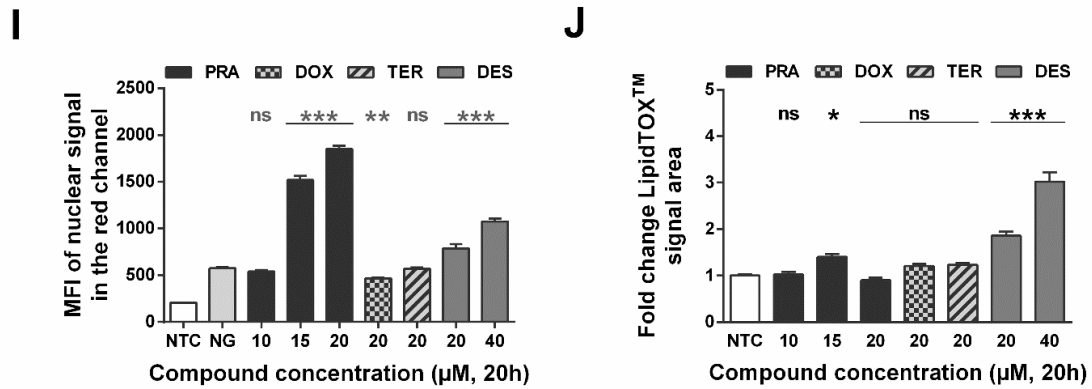 I
PRA DOX TER DES
MFI of nuclear signal
in the red channel
2500
2000
1500
1000
500
0
ns *** ** ns ***
NTC NG 10 15 20 20 20 20 40
Compound concentration (µM, 20h)
J
PRA DOX TER DES
Fold change LipidTOX™
signal area
5
4
3
2
1
0
ns * ns ***
NTC 10 15 20 20 20 20 40
Compound concentration (µM, 20h)